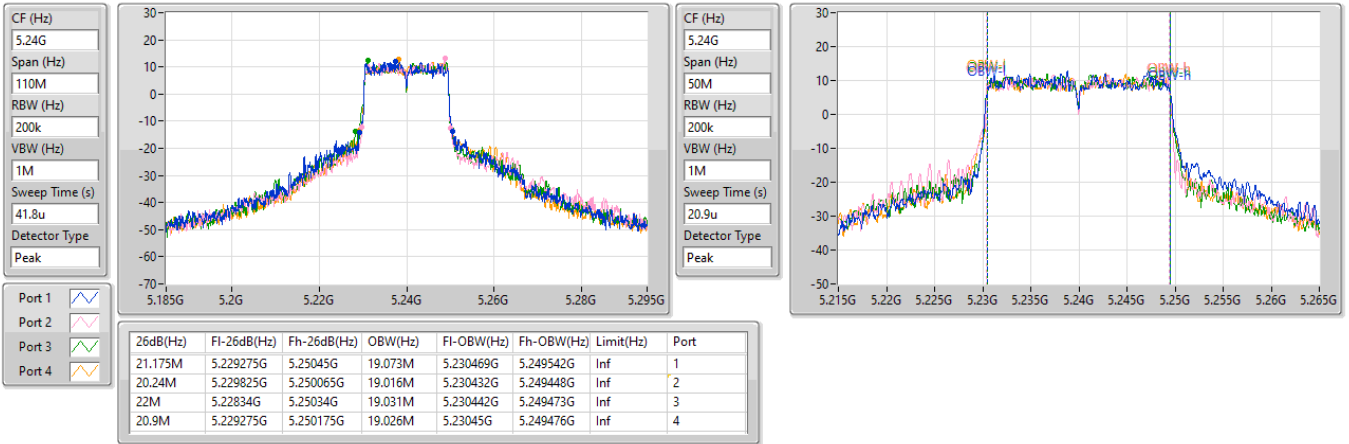 CF (Hz)
5.24G
Span (Hz)
110M
RBW (Hz)
200k
VBW (Hz)
1M
Sweep Time (s)
41.8u
Detector Type
Peak
30
20
10
0
-10
-20
-30
-40
-50
-60
-70
5.185G 5.2G 5.22G 5.24G 5.26G 5.28G 5.295G
CF (Hz)
5.24G
Span (Hz)
50M
RBW (Hz)
200k
VBW (Hz)
1M
Sweep Time (s)
20.9u
Detector Type
Peak
30
20
10
0
-10
-20
-30
-40
-50
OBW-l
OBW-h
5.215G 5.22G 5.225G 5.23G 5.235G 5.24G 5.245G 5.25G 5.255G 5.26G 5.265G
Port 1
Port 2
Port 3
Port 4
26dB(Hz) Fl-26dB(Hz) Fh-26dB(Hz) OBW(Hz) Fl-OBW(Hz) Fh-OBW(Hz) Limit(Hz) Port
21.175M 5.229275G 5.25045G 19.073M 5.230469G 5.249542G Inf 1
20.24M 5.229825G 5.250065G 19.016M 5.230432G 5.249448G Inf 2
22M 5.22834G 5.25034G 19.031M 5.230442G 5.249473G Inf 3
20.9M 5.229275G 5.250175G 19.026M 5.23045G 5.249476G Inf 4